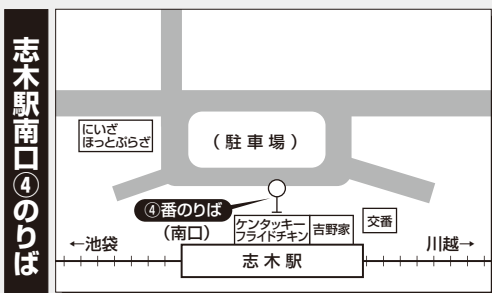 志木駅南口④のりば
にいざ
ほっとぷらざ
(駐車場)
④番のりば
(南口)
ケンタッキー
フライドチキン
吉野家
交番
←池袋
川越→
志木駅